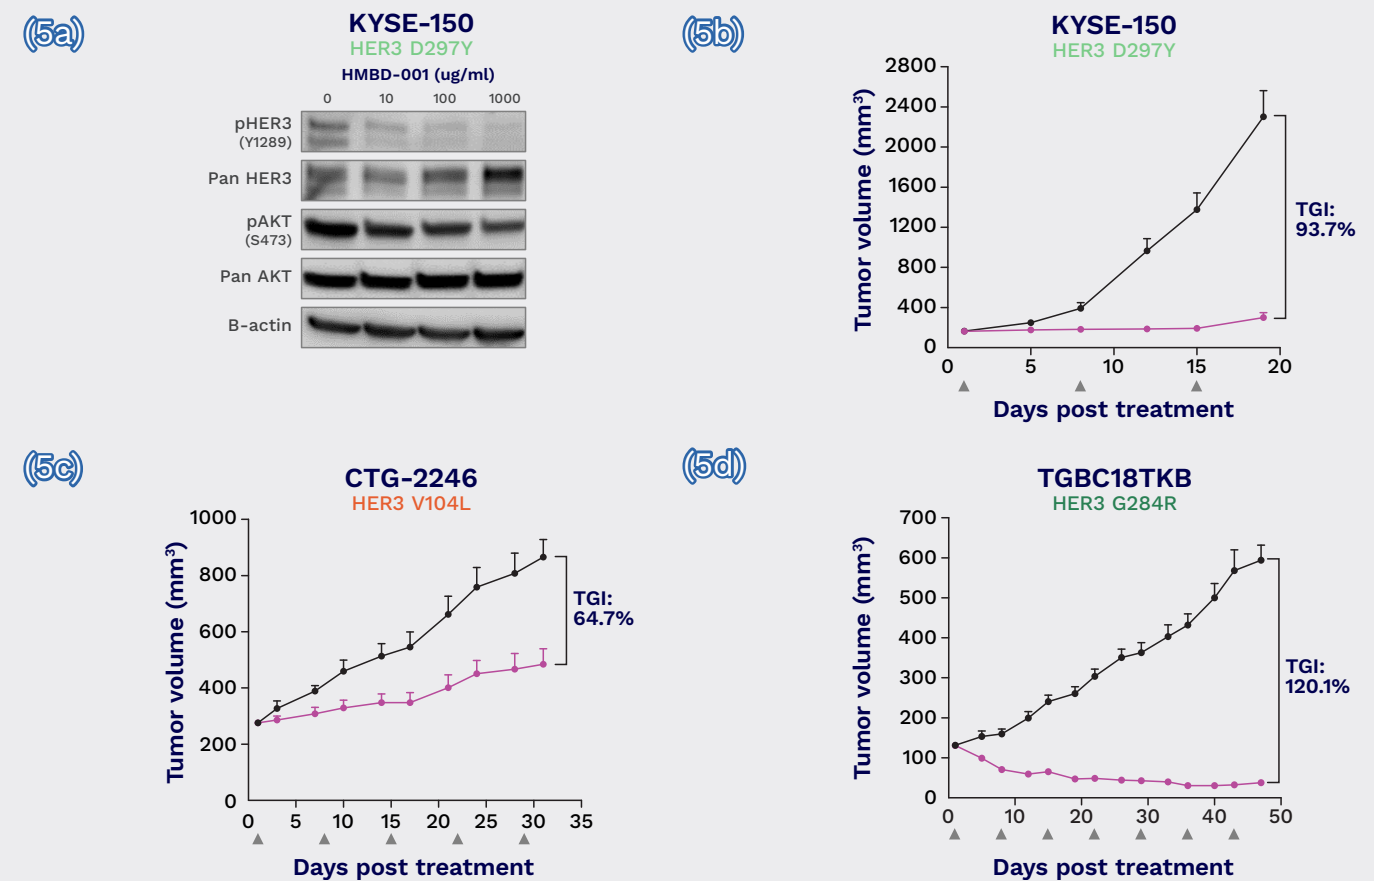 (5a)
KYSE-150
HER3 D297Y
HMBD-001 (ug/ml)
0 10 100 1000
pHER3
(Y1289)
Pan HER3
pAKT
(S473)
Pan AKT
B-actin
(5b)
KYSE-150
HER3 D297Y
Tumor volume (mm³)
2800
2400
2000
1600
1200
800
400
0
0 5 10 15 20
Days post treatment
TGI:
93.7%
(5c)
CTG-2246
HER3 V104L
Tumor volume (mm³)
1000
800
600
400
200
0
0 5 10 15 20 25 30 35
Days post treatment
TGI:
64.7%
(5d)
TGBC18TKB
HER3 G284R
Tumor volume (mm³)
700
600
500
400
300
200
100
0
0 10 20 30 40 50
Days post treatment
TGI:
120.1%